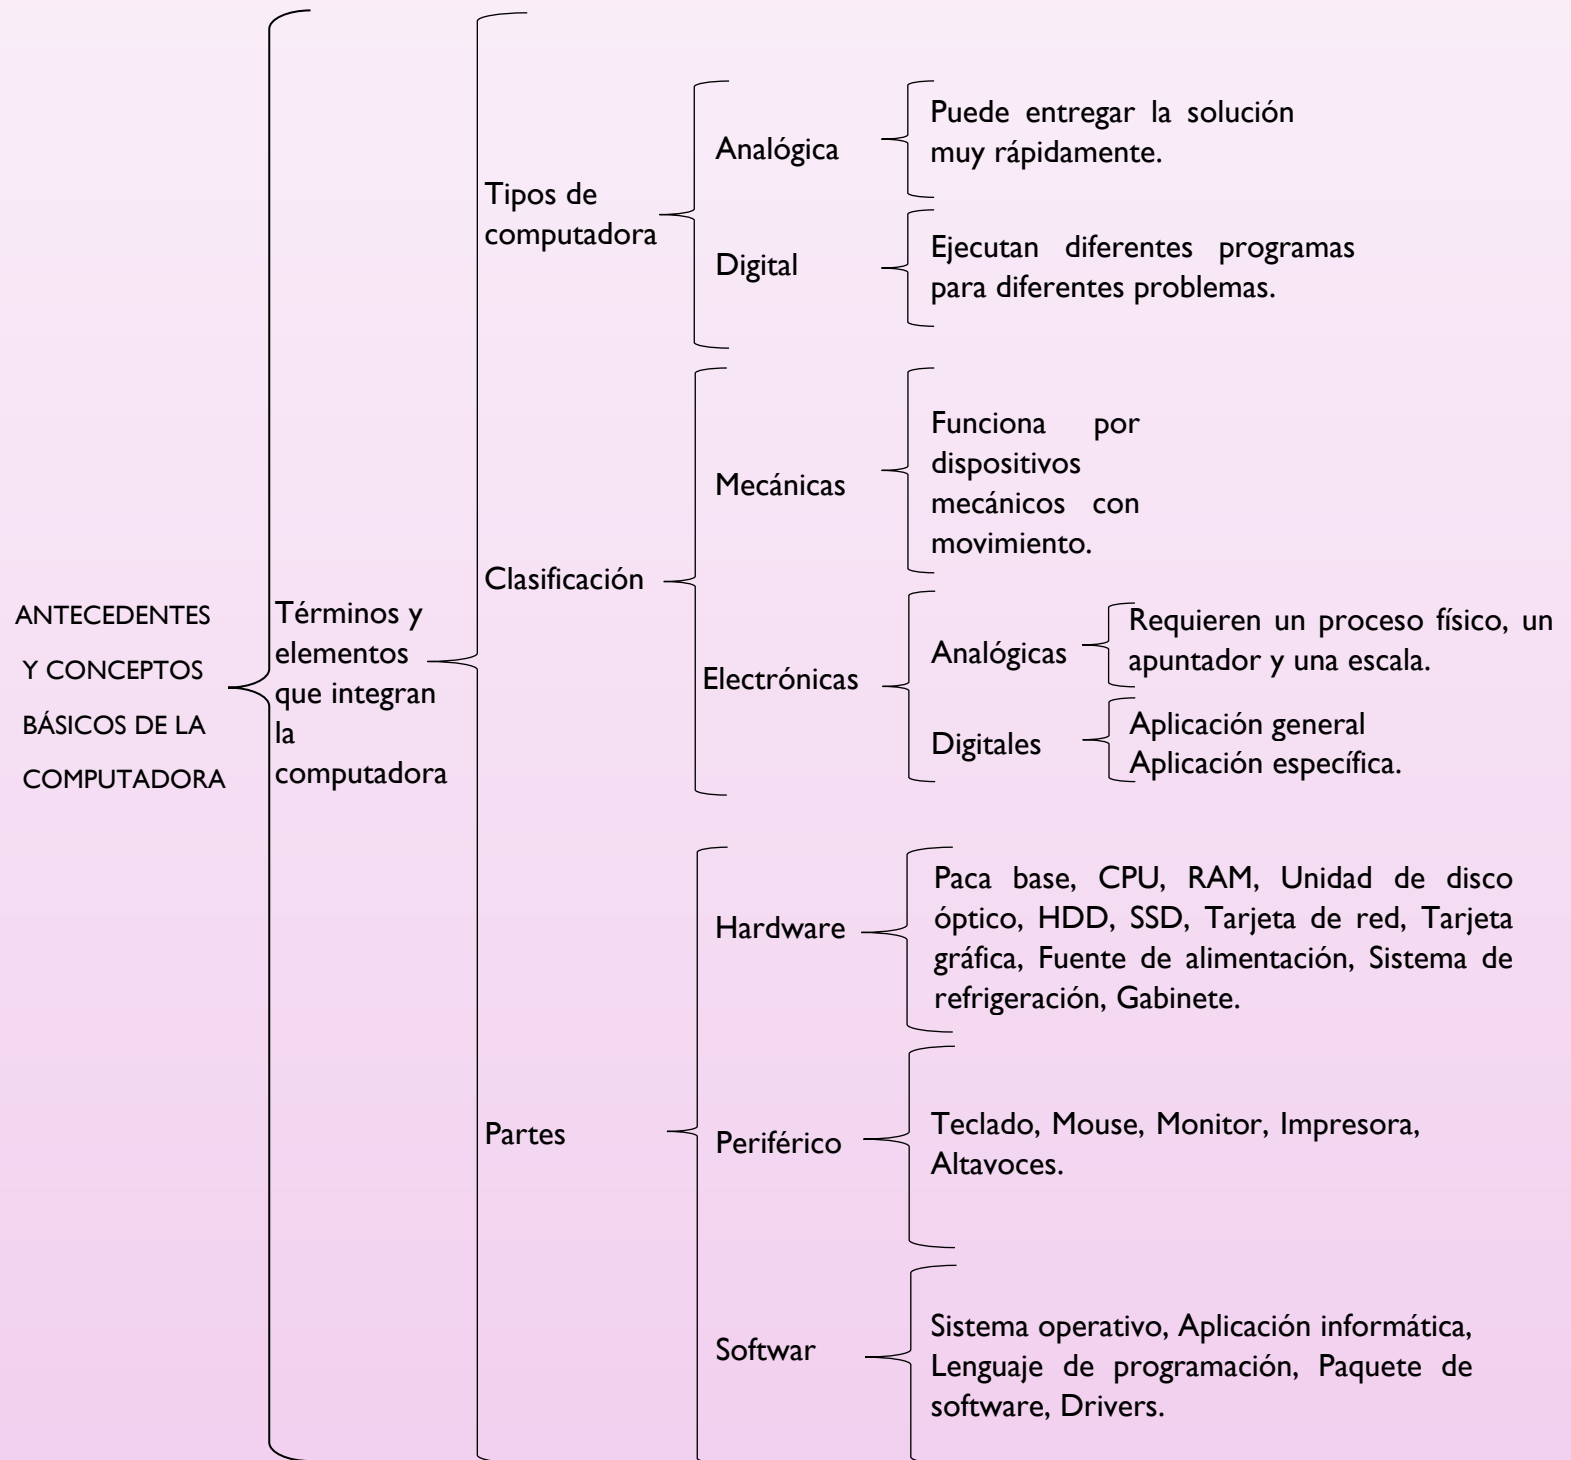 ANTECEDENTES
Y CONCEPTOS
BÁSICOS DE LA
COMPUTADORA
Términos y
elementos
que integran
la
computadora
Tipos de
computadora
Analógica
Puede entregar la solución
muy rápidamente.
Digital
Ejecutan diferentes programas
para diferentes problemas.
Clasificación
Mecánicas
Funciona por
dispositivos
mecánicos con
movimiento.
Electrónicas
Analógicas
Requieren un proceso físico, un
apuntador y una escala.
Digitales
Aplicación general
Aplicación específica.
Partes
Hardware
Paca base, CPU, RAM, Unidad de disco
óptico, HDD, SSD, Tarjeta de red, Tarjeta
gráfica, Fuente de alimentación, Sistema de
refrigeración, Gabinete.
Periférico
Teclado, Mouse, Monitor, Impresora,
Altavoces.
Softwar
Sistema operativo, Aplicación informática,
Lenguaje de programación, Paquete de
software, Drivers.